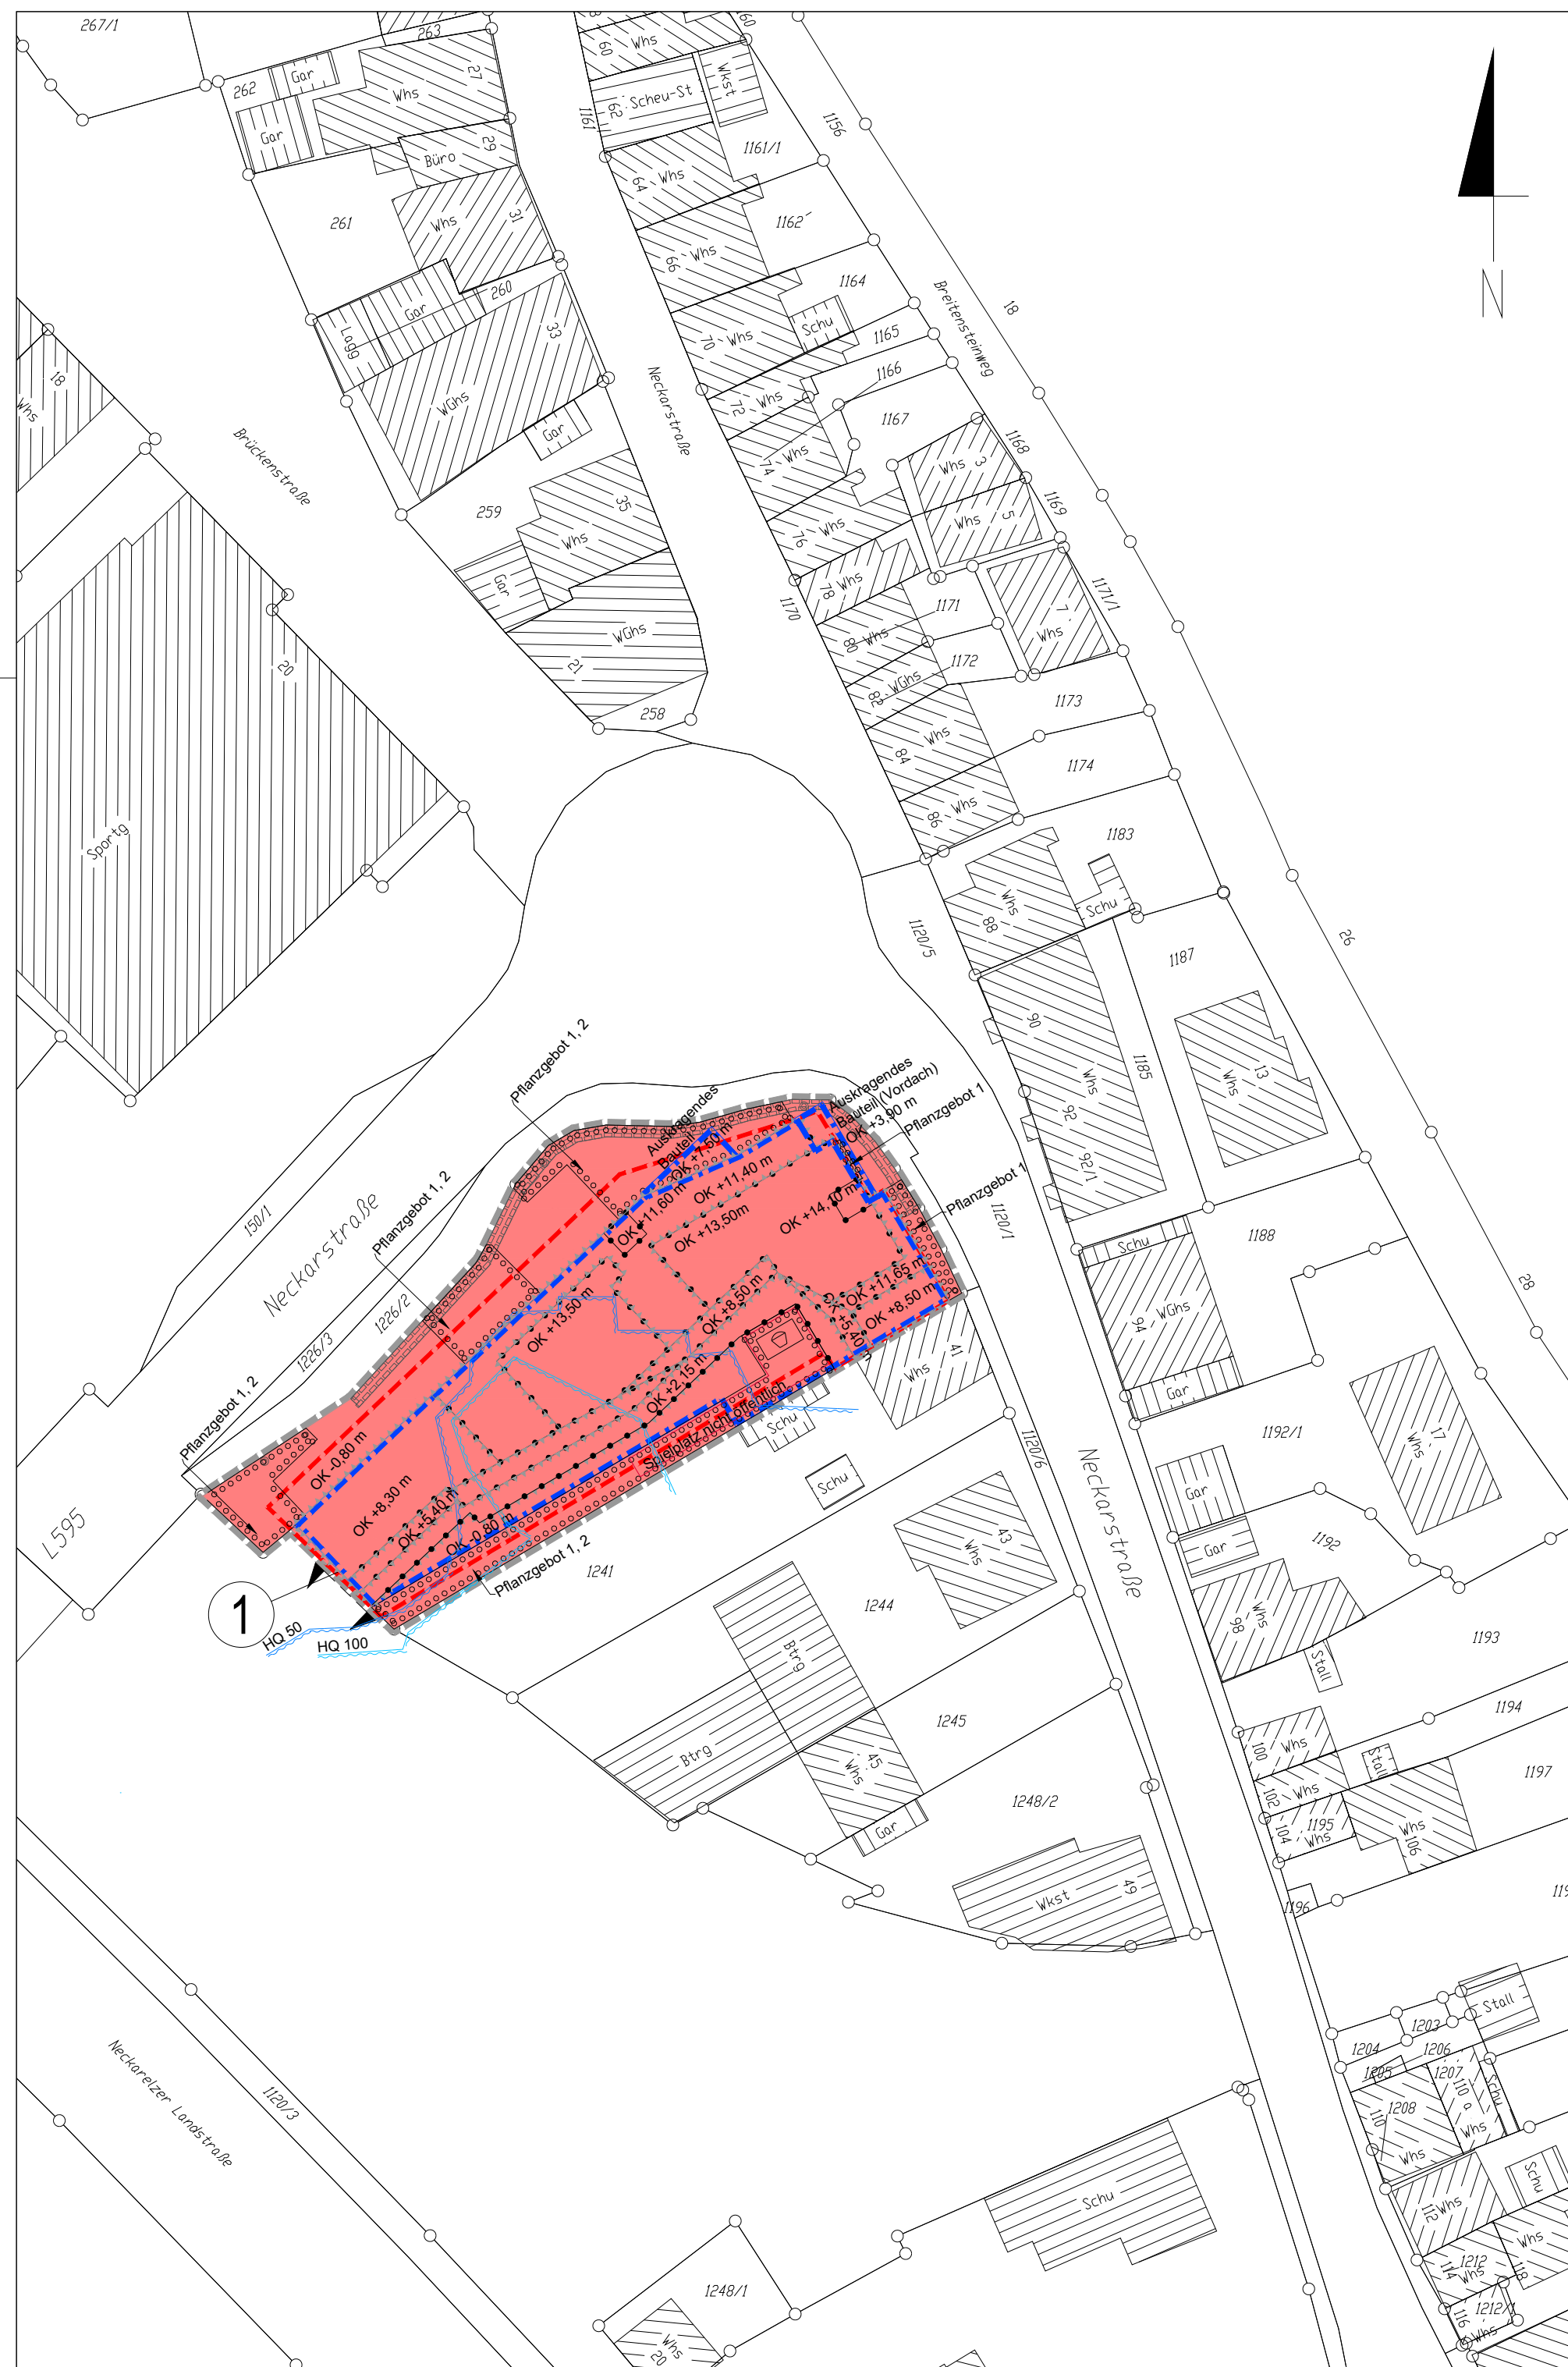 267/1
263
262
Gar
Gar
Whs
27
29
Büro
261
Whs
31
Lagg
Gar
260
33
WGhs
Gar
18
Whs
Brückenstraße
259
35
Whs
Gar
WGhs
21
258
20
Sportg
60
Whs
62
Scheu-St
Wkst
1161
1161/1
1156
64
Whs
1162
66
Whs
1164
Schu
70
Whs
1165
1166
Breitensteinweg
18
Neckarstraße
72
Whs
74
Whs
1167
1168
Whs
3
76
Whs
Whs
5
1169
78
Whs
1170
1171
80
Whs
7
Whs
1171/1
1172
82
WGhs
1173
84
Whs
1174
86
Whs
1183
88
Whs
Schu
1120/5
1187
26
90
Whs
1185
92
92/1
13
Whs
1188
28
Pflanzgebot 1, 2
Auskragendes
Bauteil
OK +7,50 m
Auskragendes
Bauteil (Vordach)
OK +3,90 m
Pflanzgebot 1
Pflanzgebot 1
1120/1
OK +11,40 m
OK +11,60 m
OK +13,50m
OK +14,10 m
150/1
Neckarstraße
Pflanzgebot 1, 2
1226/2
1226/3
Pflanzgebot 1, 2
OK +13,50 m
OK +8,50 m
OK +11,65 m
OK +8,50 m
OK +5,40 m
OK +2,15 m
Spielplatz nicht öffentlich
OK -0,80 m
OK +8,30 m
OK +5,40 m
OK -0,80 m
Pflanzgebot 1, 2
1
HQ 50
HQ 100
L595
1241
Whs
41
Schu
Schu
1120/6
Neckarstraße
43
Whs
1244
Btrg
Btrg
45
Whs
Gar
1245
1248/2
Wkst
49
Schu
94
WGhs
Gar
1192/1
17
Whs
Gar
Gar
1192
98
Whs
Stall
1193
1194
100
Whs
Stall
102
Whs
104
1195
Whs
106
Whs
1197
1196
Stall
1203
1204
1206
1205
1207
110 a
Schu
1208
110
Whs
Whs
112
Whs
Schu
1212
114
Whs
118
Whs
116
1212/1
Whs
Neckarelzer Landstraße
1120/3
Schu
1248/1
Whs
20
N